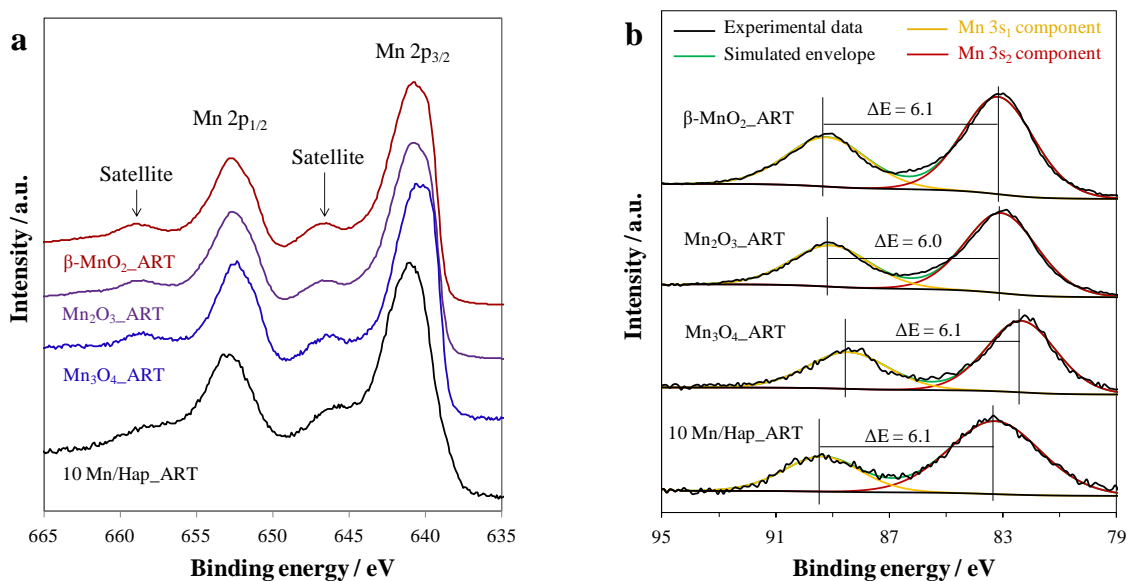 a
Mn 2p3/2
Mn 2p1/2
Satellite
Satellite
β-MnO2_ART
Mn2O3_ART
Mn3O4_ART
10 Mn/Hap_ART
Intensity / a.u.
665 660 655 650 645 640 635
Binding energy / eV
b
Experimental data
Mn 3s1 component
Simulated envelope
Mn 3s2 component
β-MnO2_ART
ΔE = 6.1
Mn2O3_ART
ΔE = 6.0
Mn3O4_ART
ΔE = 6.1
10 Mn/Hap_ART
ΔE = 6.1
Intensity / a.u.
95 91 87 83 79
Binding energy / eV